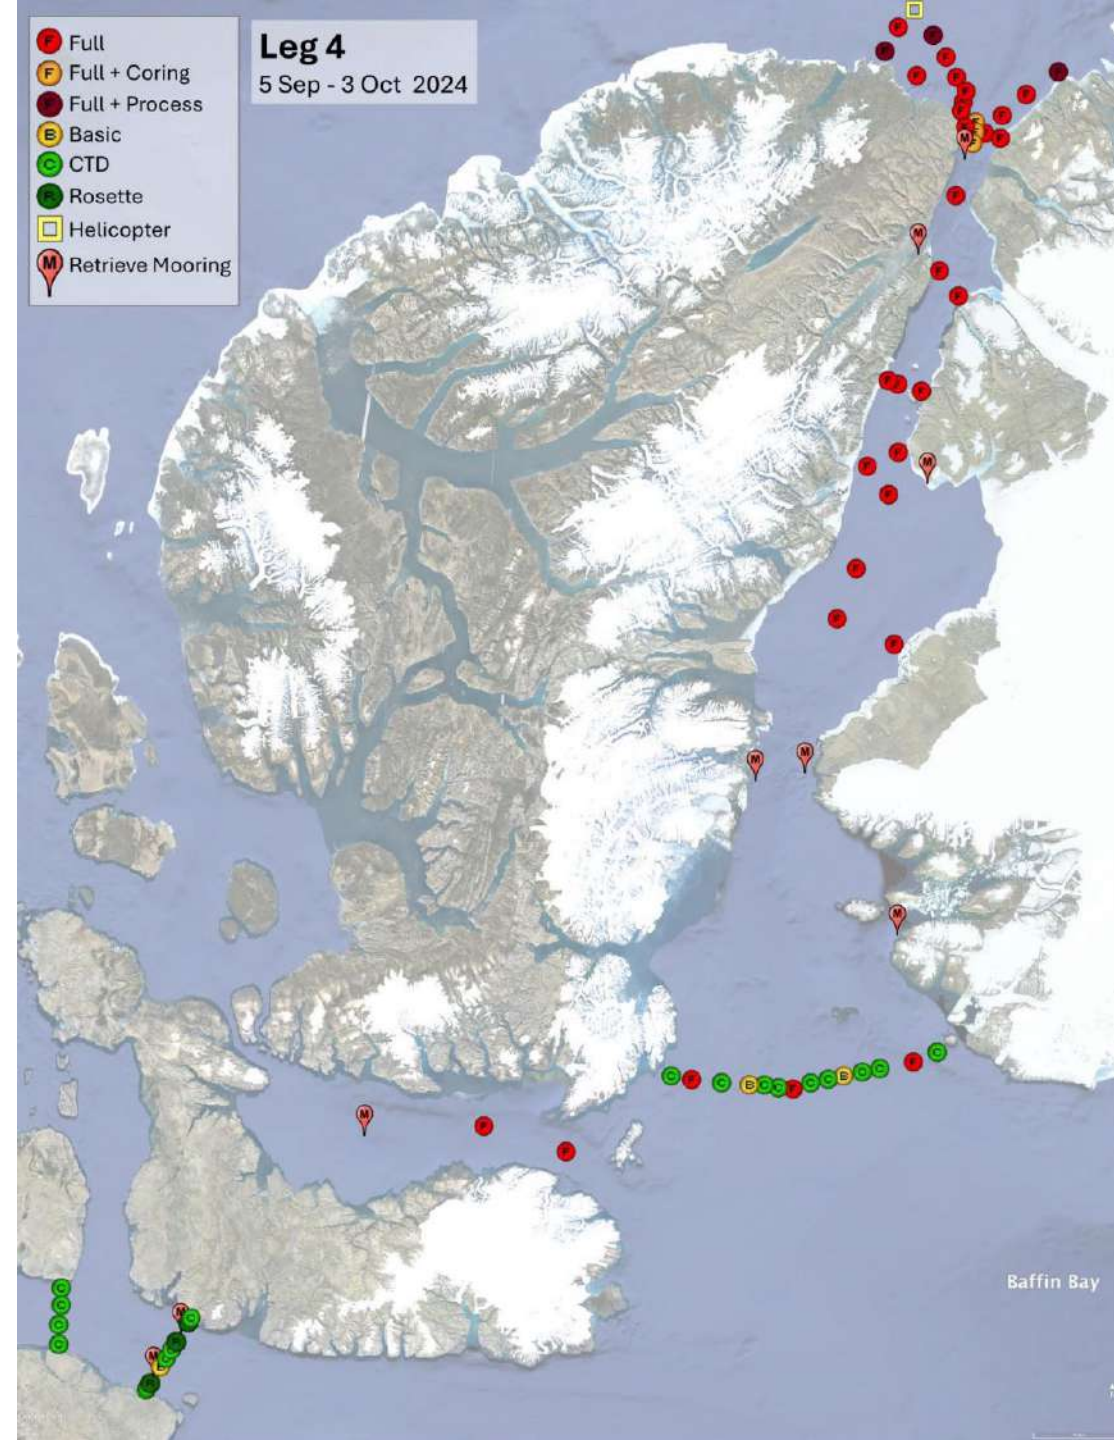 Full
Full + Coring
Full + Process
Basic
CTD
Rosette
Helicopter
Retrieve Mooring
Leg 4
5 Sep - 3 Oct 2024
Baffin Bay